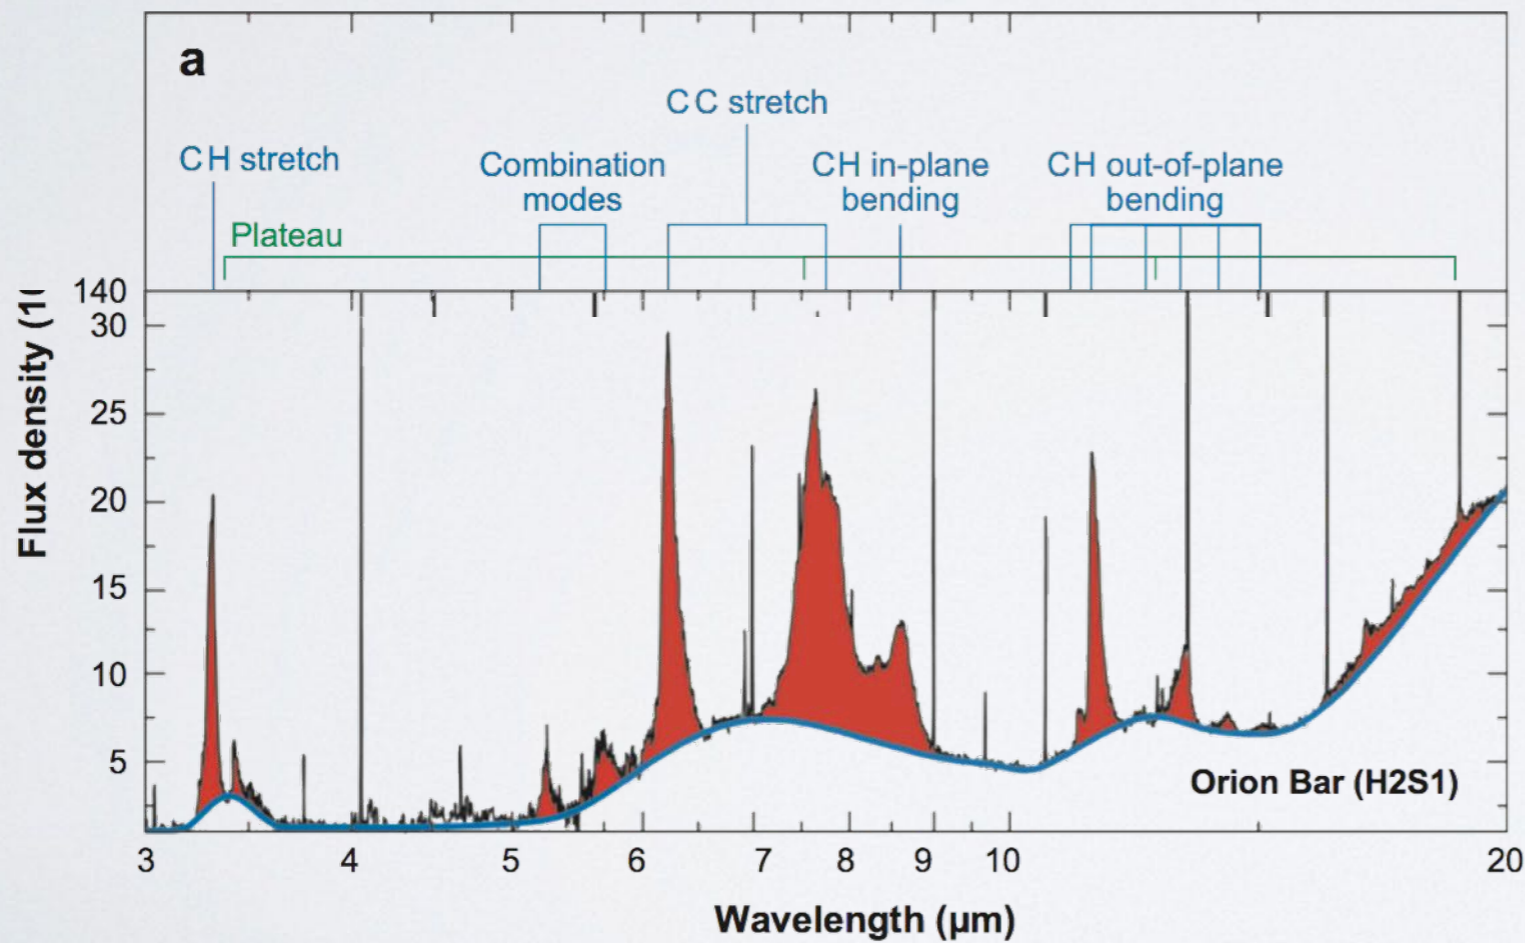 a
CC stretch
CH stretch
Combination
modes
CH in-plane
bending
CH out-of-plane
bending
Plateau
Flux density
140
30
25
20
15
10
5
Orion Bar (H2S1)
3 4 5 6 7 8 9 10 20
Wavelength (µm)